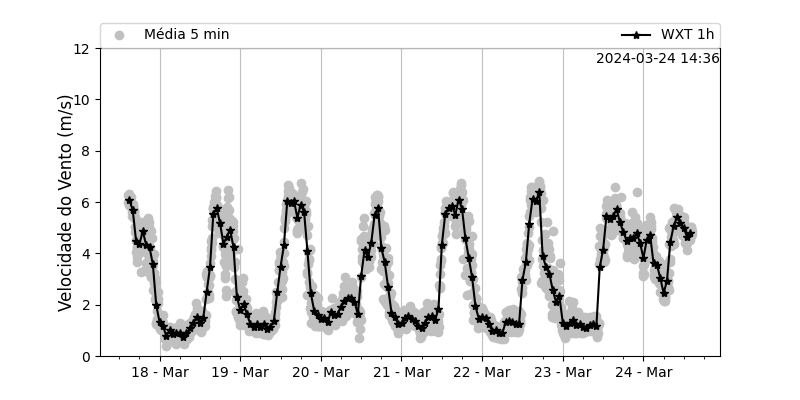 Média 5 min
WXT 1h
2024-03-24 14:36
Velocidade do Vento (m/s)
12
10
8
6
4
2
0
18 - Mar
19 - Mar
20 - Mar
21 - Mar
22 - Mar
23 - Mar
24 - Mar